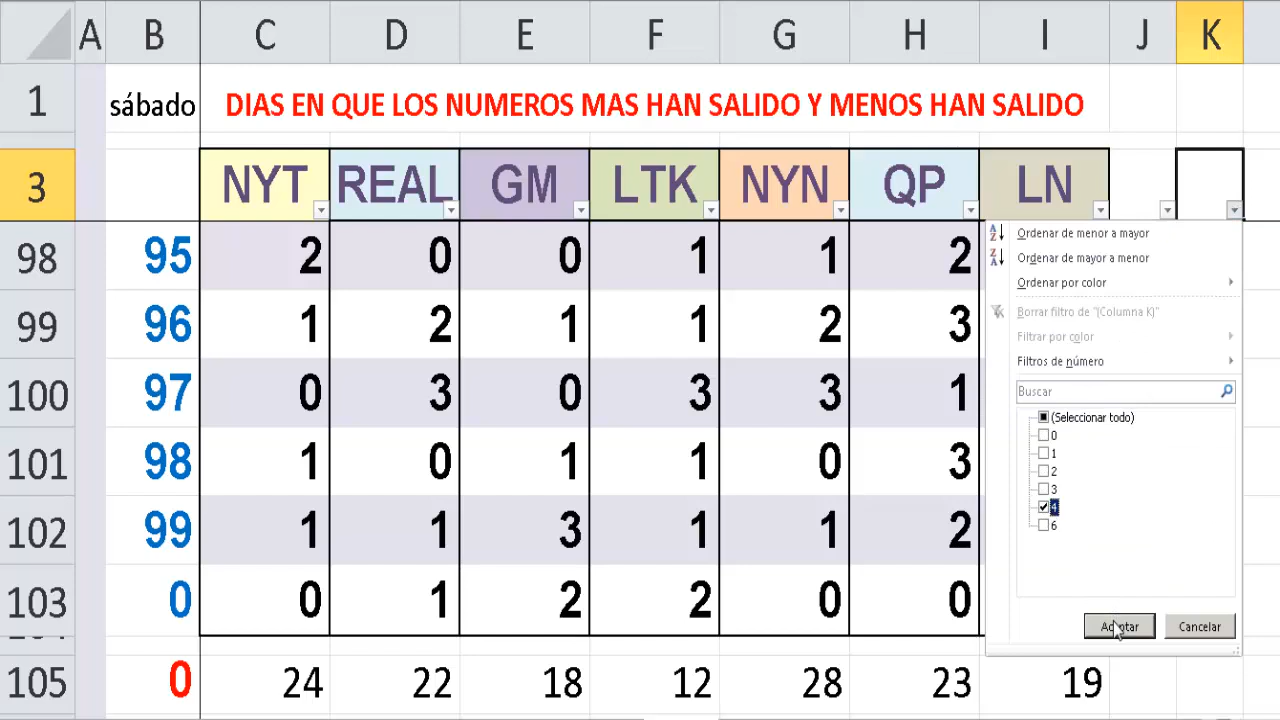 A B C D E F G H I J K
1 sábado DIAS EN QUE LOS NUMEROS MAS HAN SALIDO Y MENOS HAN SALIDO
3 NYT REAL GM LTK NYN QP LN
98 95 2 0 0 1 1 2
99 96 1 2 1 1 2 3
100 97 0 3 0 3 3 1
101 98 1 0 1 1 0 3
102 99 1 1 3 1 1 2
103 0 0 1 2 2 0 0
105 0 24 22 18 12 28 23 19
Ordenar de menor a mayor
Ordenar de mayor a menor
Ordenar por color
Borrar filtro de "(Columna K)"
Filtrar por color
Filtros de número
Buscar
(Seleccionar todo)
0
1
2
3
4
6
Aceptar Cancelar